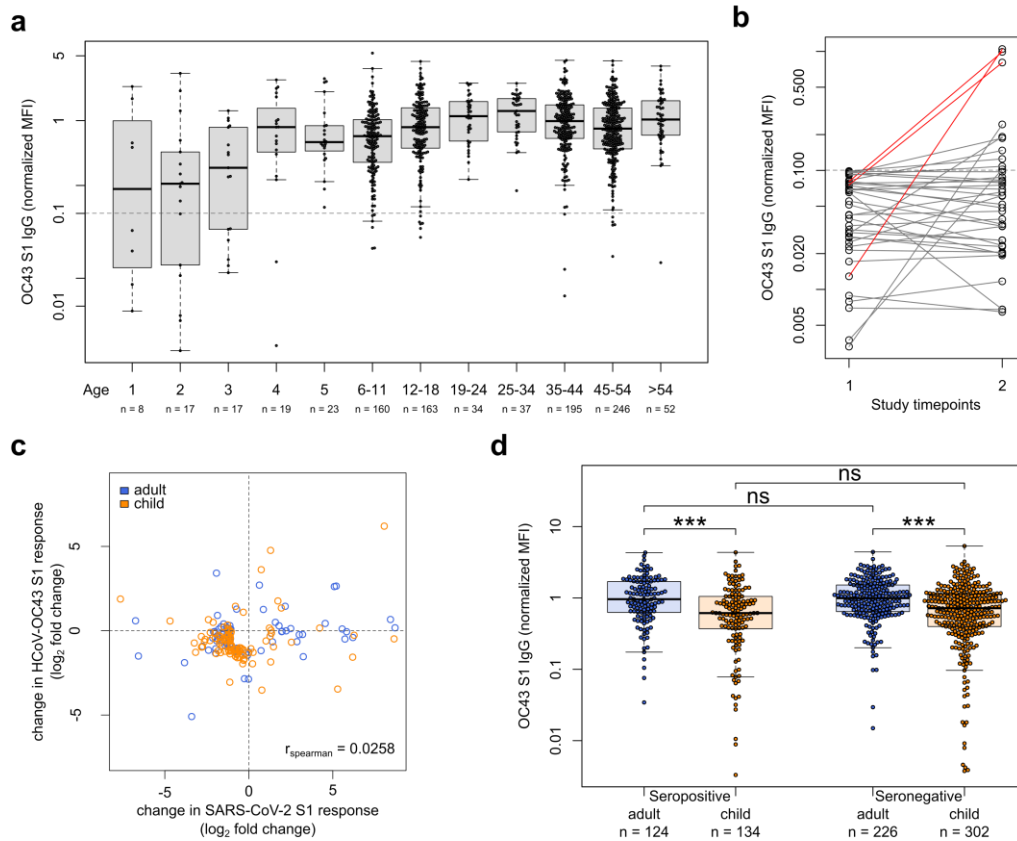 a
OC43 S1 IgG (normalized MFI)
5
1
0.1
0.01
Age 1 2 3 4 5 6-11 12-18 19-24 25-34 35-44 45-54 >54
n = 8 n = 17 n = 17 n = 19 n = 23 n = 160 n = 163 n = 34 n = 37 n = 195 n = 246 n = 52
b
OC43 S1 IgG (normalized MFI)
0.500
0.100
0.020
0.005
1 2
Study timepoints
c
adult
child
change in HCoV-OC43 S1 response
(log2 fold change)
5
0
-5
r spearman = 0.0258
-5 0 5
change in SARS-CoV-2 S1 response
(log2 fold change)
d
ns
ns
*** ***
OC43 S1 IgG (normalized MFI)
10
1
0.1
0.01
Seropositive Seronegative
adult child adult child
n = 124 n = 134 n = 226 n = 302